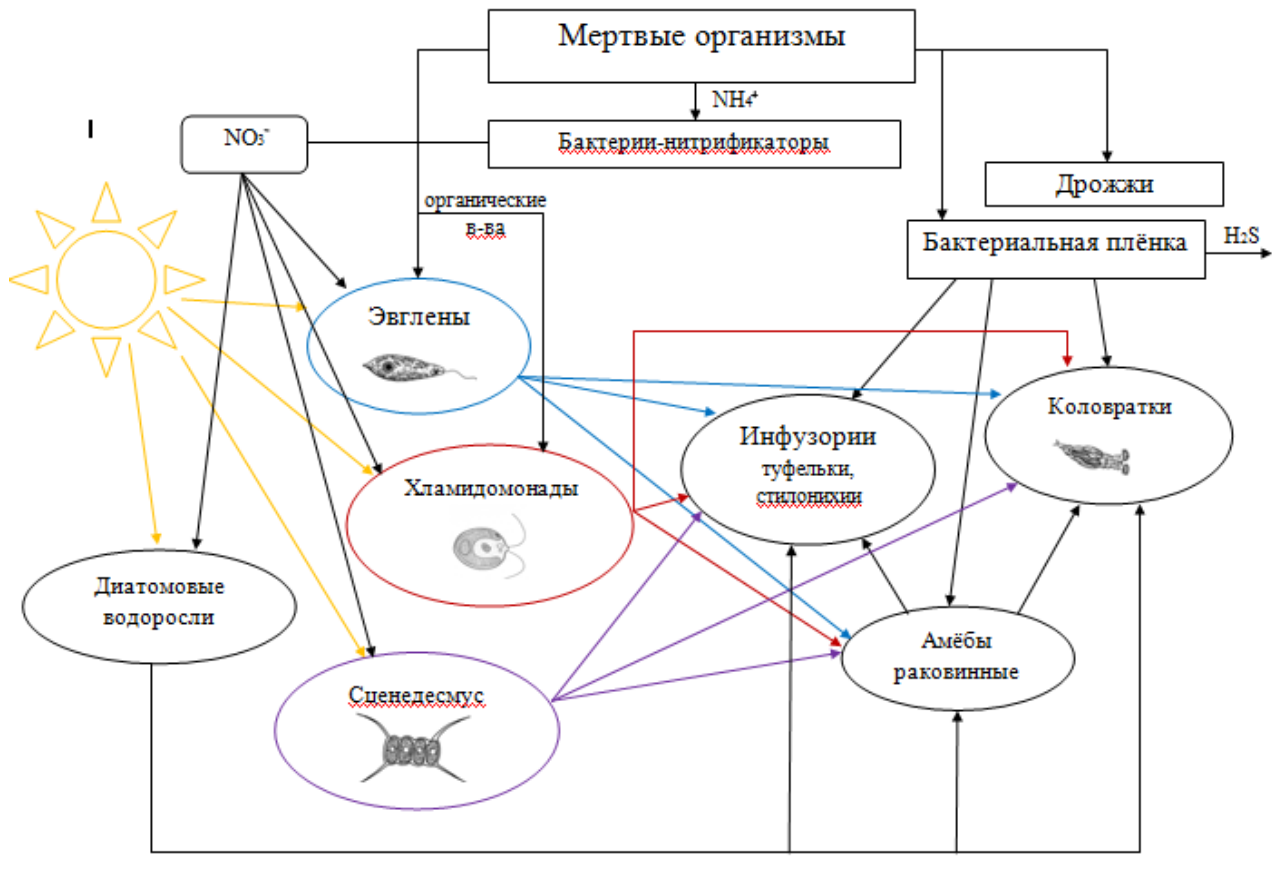 Мертвые организмы
NH₄⁺
Бактерии-нитрификаторы
NO₃⁻
Дрожжи
органические
в-ва
Бактериальная плёнка
H₂S
Эвглены
Коловратки
Инфузории
туфельки,
стилонихии
Хламидомонады
Диатомовые
водоросли
Амёбы
раковинные
Сценедесмус